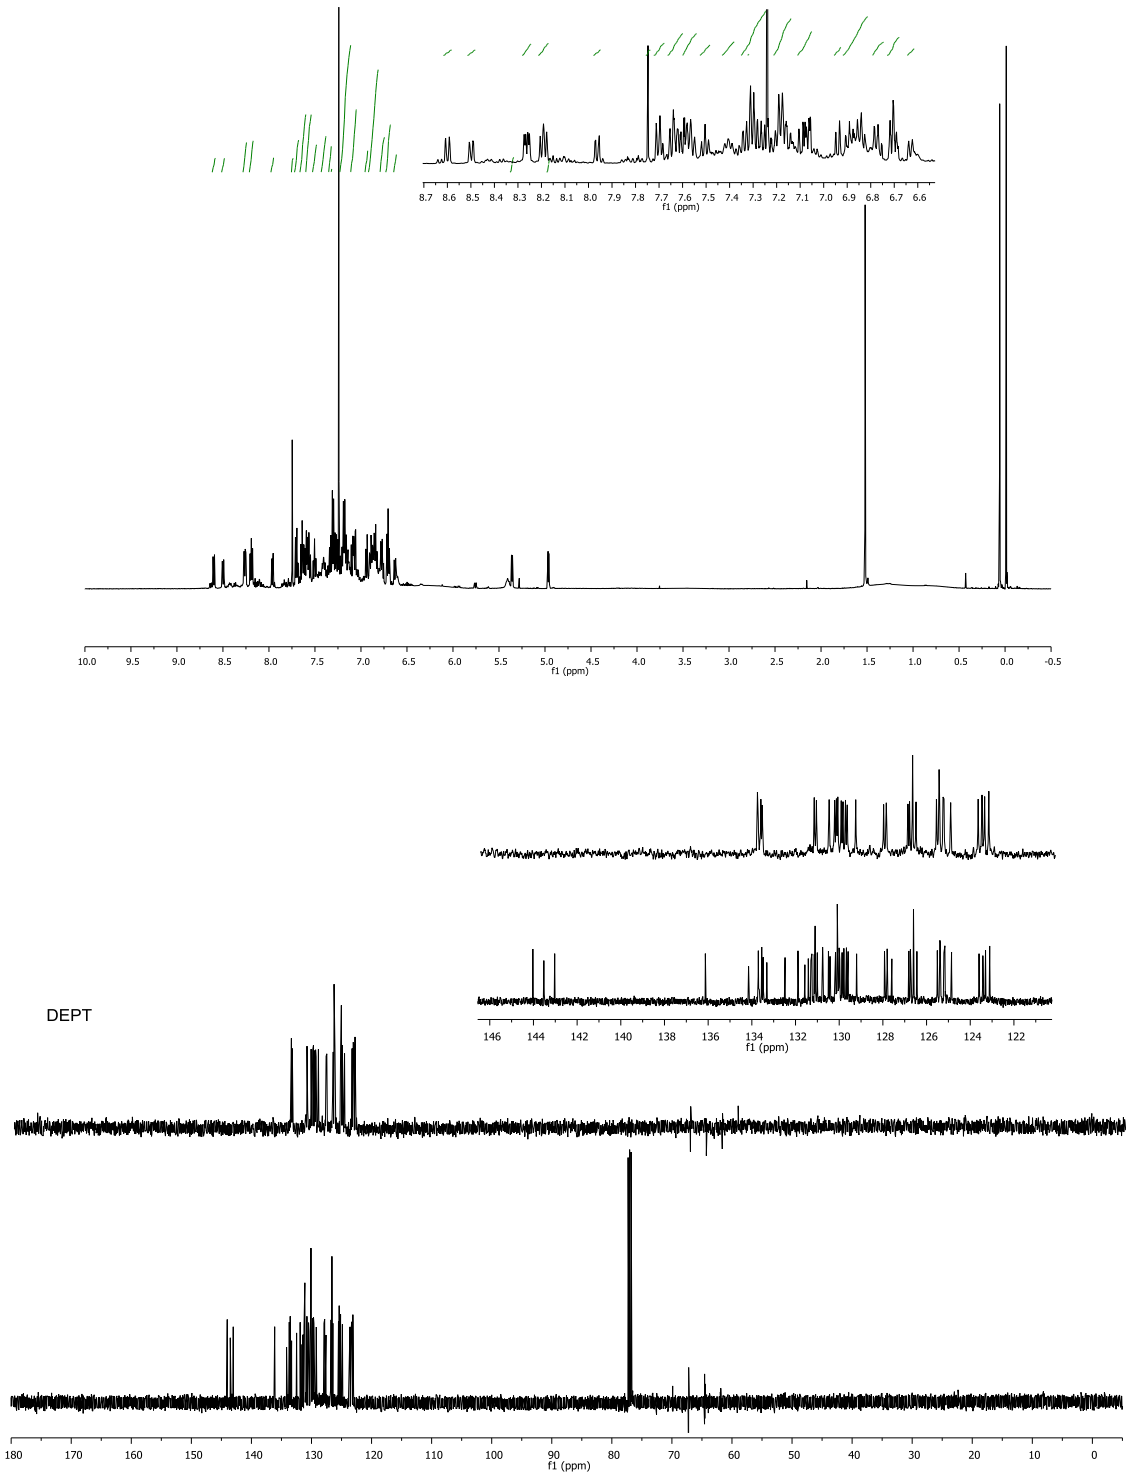 8.7 8.6 8.5 8.4 8.3 8.2 8.1 8.0 7.9 7.8 7.7 7.6 7.5 7.4 7.3 7.2 7.1 7.0 6.9 6.8 6.7 6.6
f1 (ppm)
10.0 9.5 9.0 8.5 8.0 7.5 7.0 6.5 6.0 5.5 5.0 4.5 4.0 3.5 3.0 2.5 2.0 1.5 1.0 0.5 0.0 -0.5
f1 (ppm)
146 144 142 140 138 136 134 132 130 128 126 124 122
f1 (ppm)
DEPT
180 170 160 150 140 130 120 110 100 90 80 70 60 50 40 30 20 10 0
f1 (ppm)